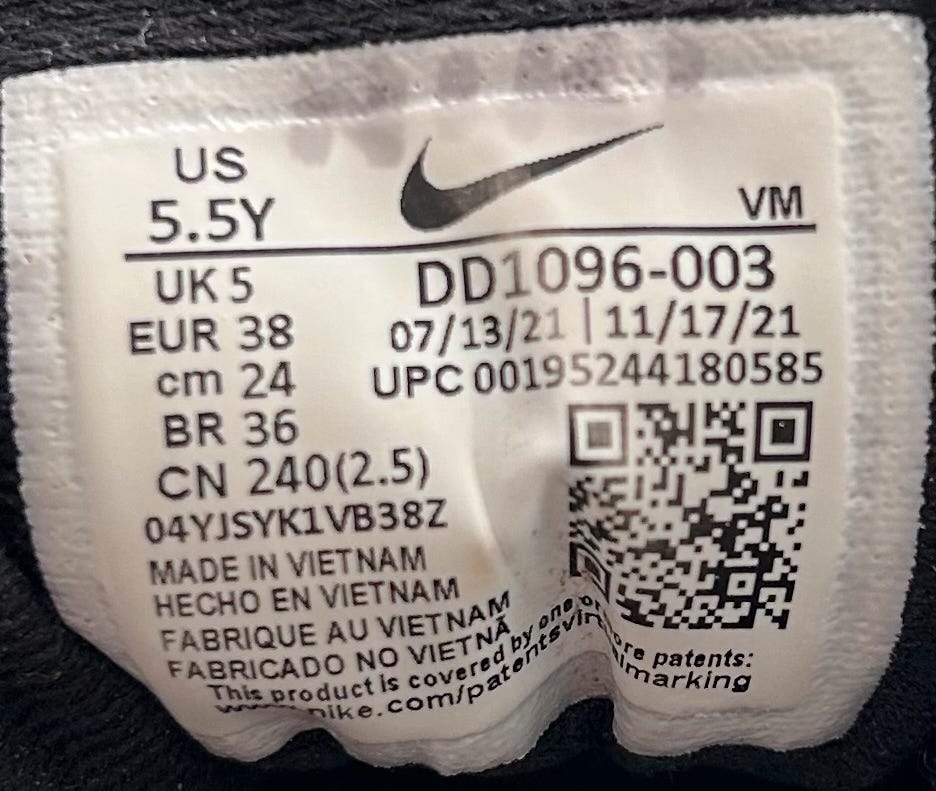 US
5.5Y
VM
UK 5
EUR 38
cm 24
BR 36
CN 240(2.5)
04YJSYK1VB38Z
DD1096-003
07/13/21 | 11/17/21
UPC 00195244180585
MADE IN VIETNAM
HECHO EN VIETNAM
FABRIQUE AU VIETNAM
FABRICADO NO VIETNÃ
This product is covered by one or more patents:
www.nike.com/patentsvirtualmarking